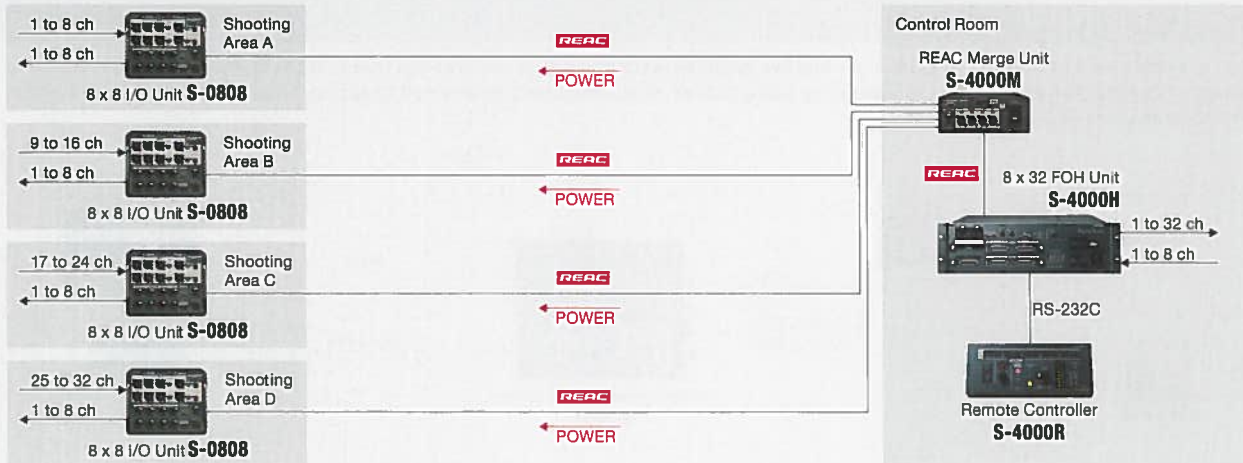 1 to 8 ch
1 to 8 ch
Shooting
Area A
8 x 8 I/O Unit S-0808
REAC
POWER
9 to 16 ch
1 to 8 ch
Shooting
Area B
8 x 8 I/O Unit S-0808
REAC
POWER
17 to 24 ch
1 to 8 ch
Shooting
Area C
8 x 8 I/O Unit S-0808
REAC
POWER
25 to 32 ch
1 to 8 ch
Shooting
Area D
8 x 8 I/O Unit S-0808
REAC
POWER
Control Room
REAC Merge Unit
S-4000M
REAC
8 x 32 FOH Unit
S-4000H
1 to 32 ch
1 to 8 ch
RS-232C
Remote Controller
S-4000R